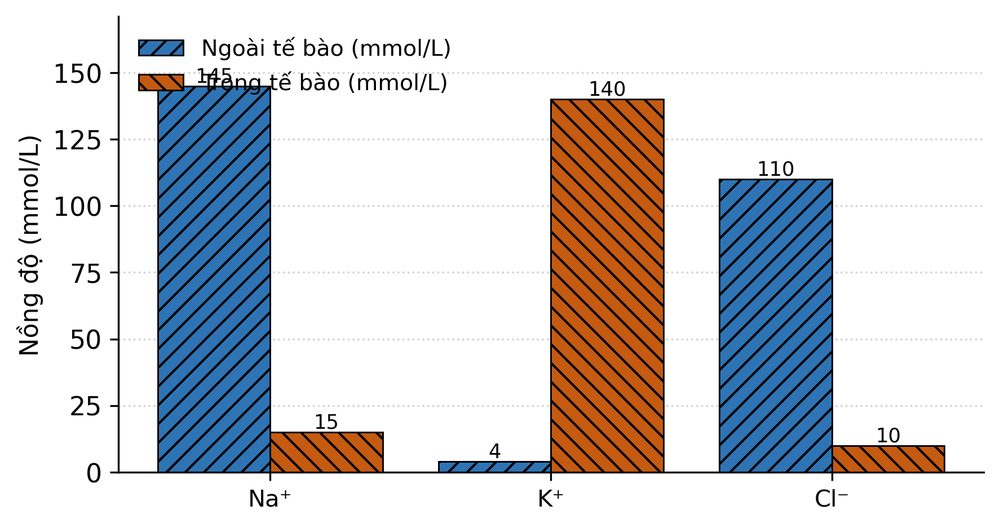 Ngoài tế bào (mmol/L)
Trong tế bào (mmol/L)
Nồng độ (mmol/L)
150
125
100
75
50
25
0
145
15
4
140
110
10
Na⁺
K⁺
Cl⁻